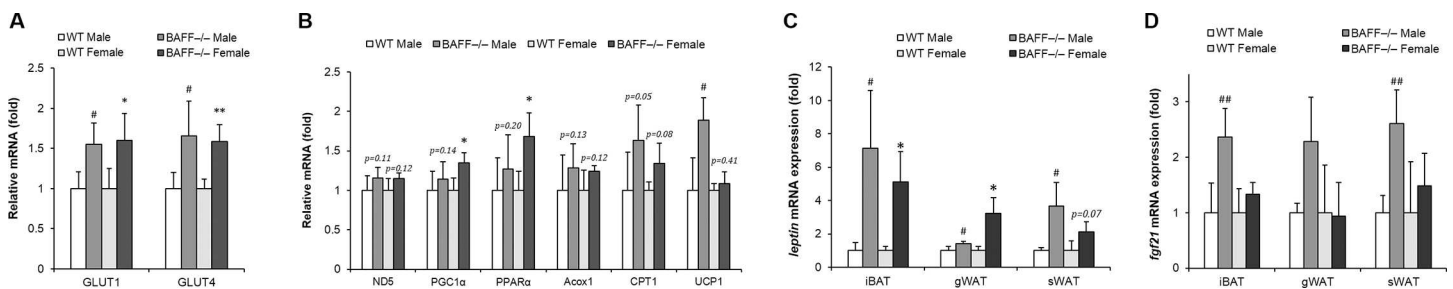 A
WT Male
BAFF–/– Male
WT Female
BAFF–/– Female
Relative mRNA (fold)
2.5
2
1.5
1
0.5
0
#
*
#
**
GLUT1
GLUT4
B
WT Male
BAFF–/– Male
WT Female
BAFF–/– Female
Relative mRNA (fold)
2.5
2
1.5
1
0.5
0
p=0.11
p=0.12
p=0.14
*
p=0.20
*
p=0.13
p=0.12
p=0.05
p=0.08
#
p=0.41
ND5
PGC1α
PPARα
Acox1
CPT1
UCP1
C
WT Male
BAFF–/– Male
WT Female
BAFF–/– Female
leptin mRNA expression (fold)
12
10
8
6
4
2
0
#
*
#
*
#
p=0.07
iBAT
gWAT
sWAT
D
WT Male
BAFF–/– Male
WT Female
BAFF–/– Female
fgf21 mRNA expression (fold)
3
2
1
0
##
##
iBAT
gWAT
sWAT